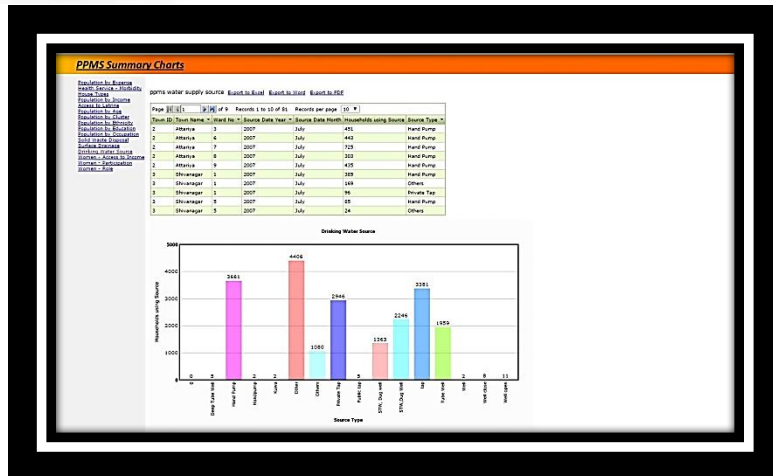 PPMS Summary Charts
Population by Expense
Health Service - Morbidity
House Types
Population by Income
Access to Latrine
Population by Age
Population by Cluster
Population by Ethnicity
Population by Education
Population by Occupation
Solid Waste Disposal
Surface Drainage
Drinking Water Source
Women - Access to Income
Women - Participation
Women - Role
ppms water supply source Export to Excel Export to Word Export to PDF
Page 1 of 9 Records 1 to 10 of 81 Records per page 10
Town ID Town Name Ward No. Source Date Year Source Date Month Households using Source Source Type
2 Attariya 3 2007 July 451 Hand Pump
2 Attariya 6 2007 July 443 Hand Pump
2 Attariya 7 2007 July 725 Hand Pump
2 Attariya 8 2007 July 303 Hand Pump
2 Attariya 9 2007 July 435 Hand Pump
3 Shivanagar 1 2007 July 389 Hand Pump
3 Shivanagar 1 2007 July 169 Others
3 Shivanagar 1 2007 July 96 Private Tap
3 Shivanagar 5 2007 July 85 Hand Pump
3 Shivanagar 5 2007 July 24 Others
Drinking Water Source
Households using Source
5000
4000
3000
2000
1000
0
0 5 3661 2 2 4406 1080 2946 5 1363 2246 3381 1959 2 8 11
0
Deep Tube Well
Hand Pump
Handpump
Kuwa
Other
Others
Private Tap
Public tap
STW, Dug well
STW,Dug Well
tap
Tube Well
Well
Well close
Well open
Source Type